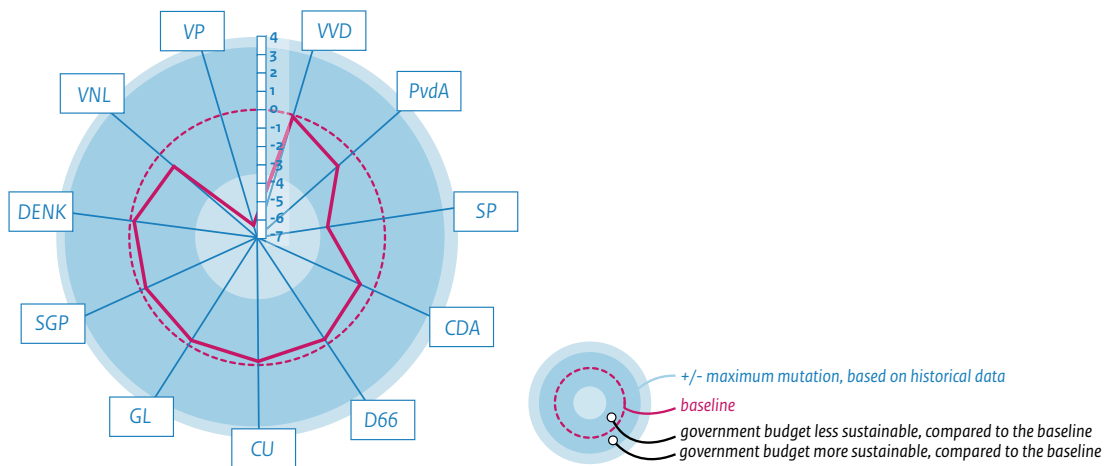 VP
VVD
VNL
PvdA
DENK
SP
SGP
CDA
GL
D66
CU
4
3
2
1
0
-1
-2
-3
-4
-5
-6
-7
+/- maximum mutation, based on historical data
baseline
government budget less sustainable, compared to the baseline
government budget more sustainable, compared to the baseline